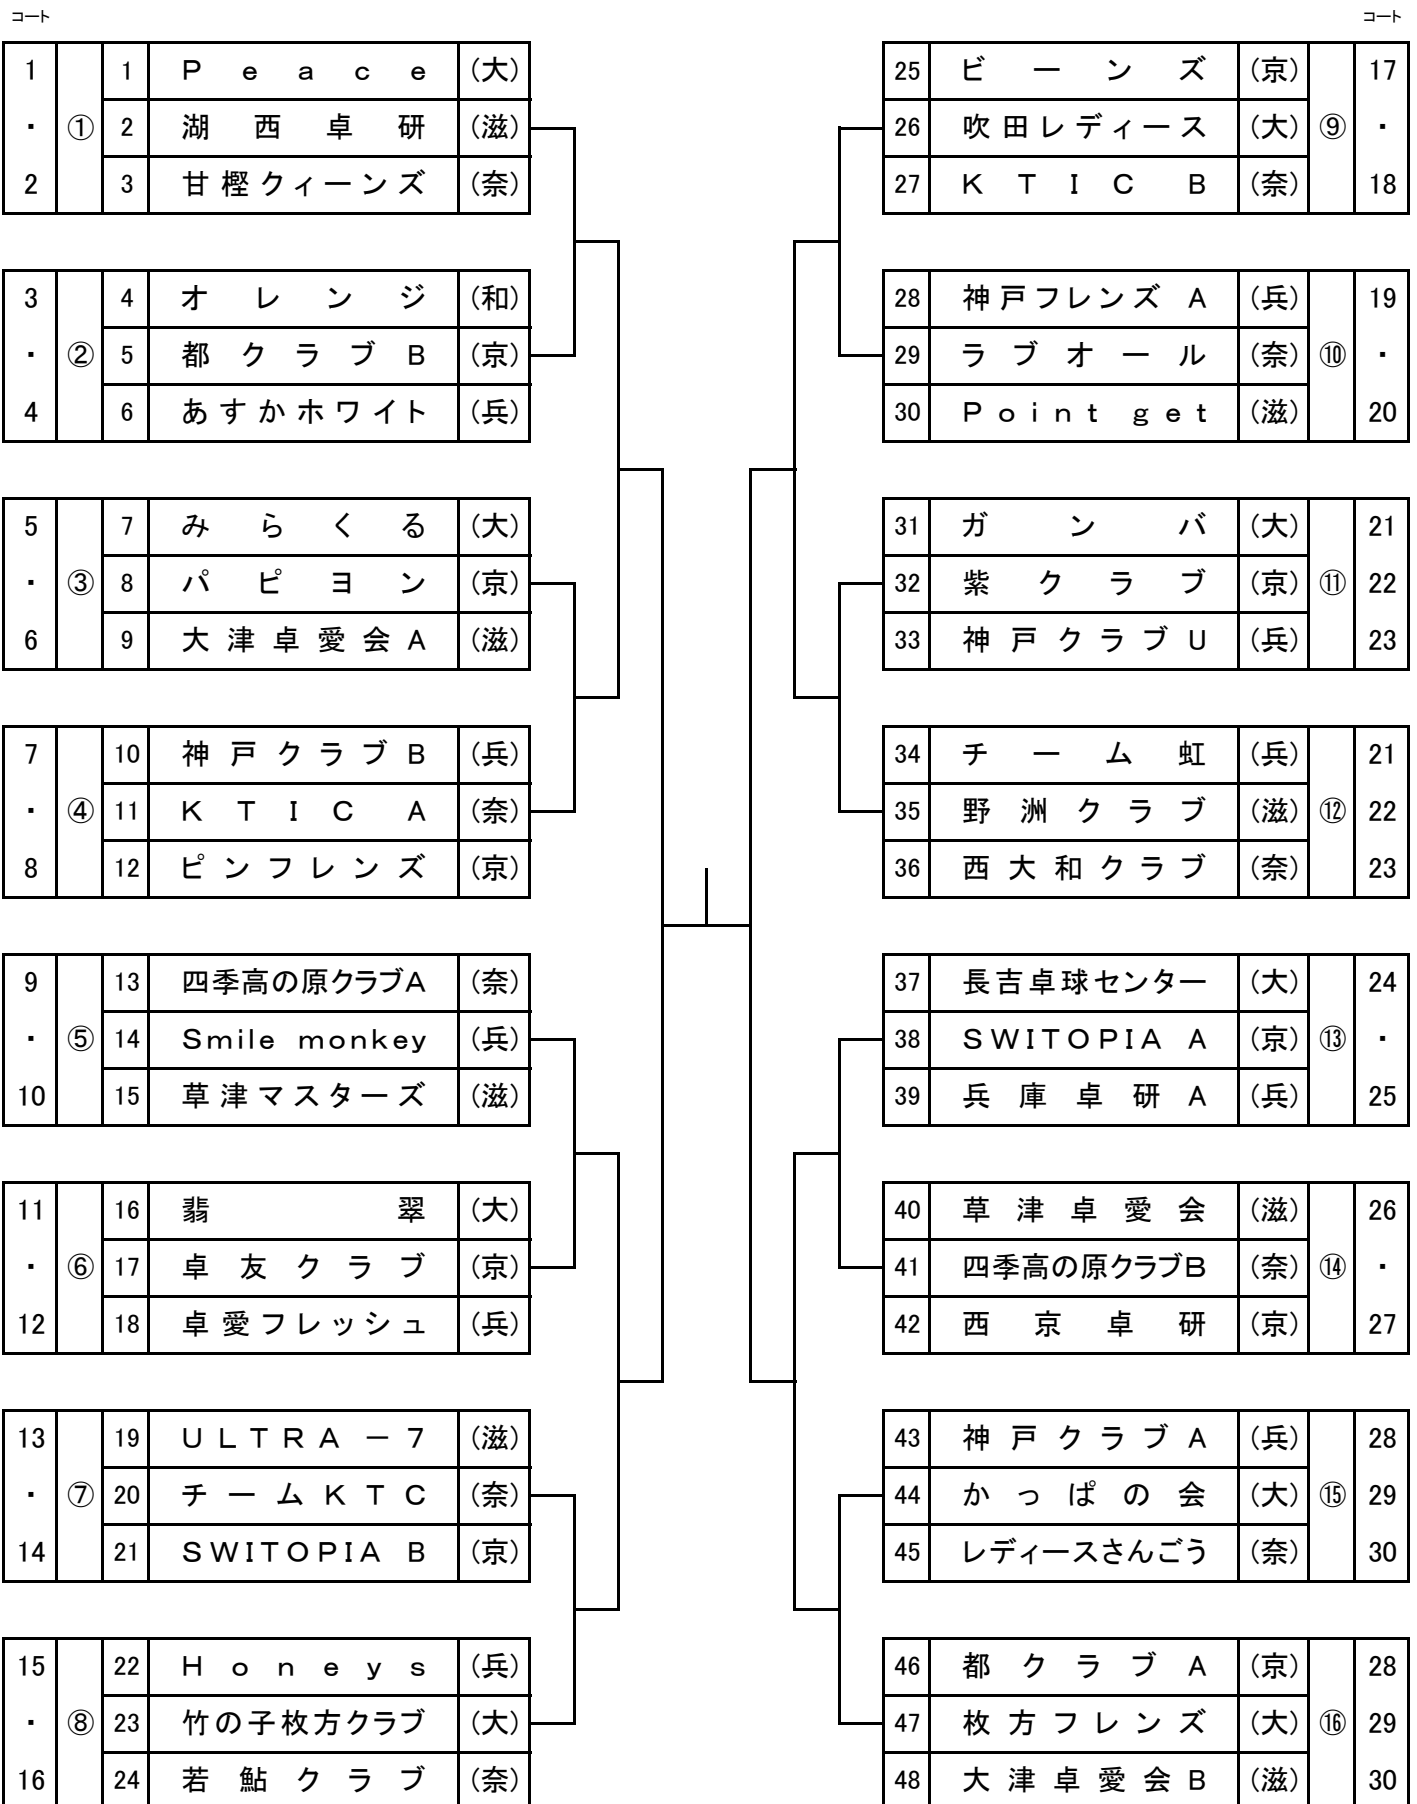 コート
1 1 Peace (大)
・ ① 2 湖西卓研 (滋)
2 3 甘樫クィーンズ (奈)
3 4 オレンジ (和)
・ ② 5 都クラブB (京)
4 6 あすかホワイト (兵)
5 7 みらくる (大)
・ ③ 8 パピヨン (京)
6 9 大津卓愛会A (滋)
7 10 神戸クラブB (兵)
・ ④ 11 KTIC A (奈)
8 12 ピンフレンズ (京)
9 13 四季高の原クラブA (奈)
・ ⑤ 14 Smile monkey (兵)
10 15 草津マスターズ (滋)
11 16 翡翠 (大)
・ ⑥ 17 卓友クラブ (京)
12 18 卓愛フレッシュ (兵)
13 19 ULTRA-7 (滋)
・ ⑦ 20 チームKTC (奈)
14 21 SWITOPIA B (京)
15 22 Honeys (兵)
・ ⑧ 23 竹の子枚方クラブ (大)
16 24 若鮎クラブ (奈)
コート
25 ビーンズ (京) 17
26 吹田レディース (大) ⑨ ・
27 KTIC B (奈) 18
28 神戸フレンズ A (兵) 19
29 ラブオール (奈) ⑩ ・
30 Point get (滋) 20
31 ガンバ (大) 21
32 紫クラブ (京) ⑪ 22
33 神戸クラブU (兵) 23
34 チーム虹 (兵) 21
35 野洲クラブ (滋) ⑫ 22
36 西大和クラブ (奈) 23
37 長吉卓球センター (大) 24
38 SWITOPIA A (京) ⑬ ・
39 兵庫卓研A (兵) 25
40 草津卓愛会 (滋) 26
41 四季高の原クラブB (奈) ⑭ ・
42 西京卓研 (京) 27
43 神戸クラブA (兵) 28
44 かっぱの会 (大) ⑮ 29
45 レディースさんごう (奈) 30
46 都クラブA (京) 28
47 枚方フレンズ (大) ⑯ 29
48 大津卓愛会B (滋) 30